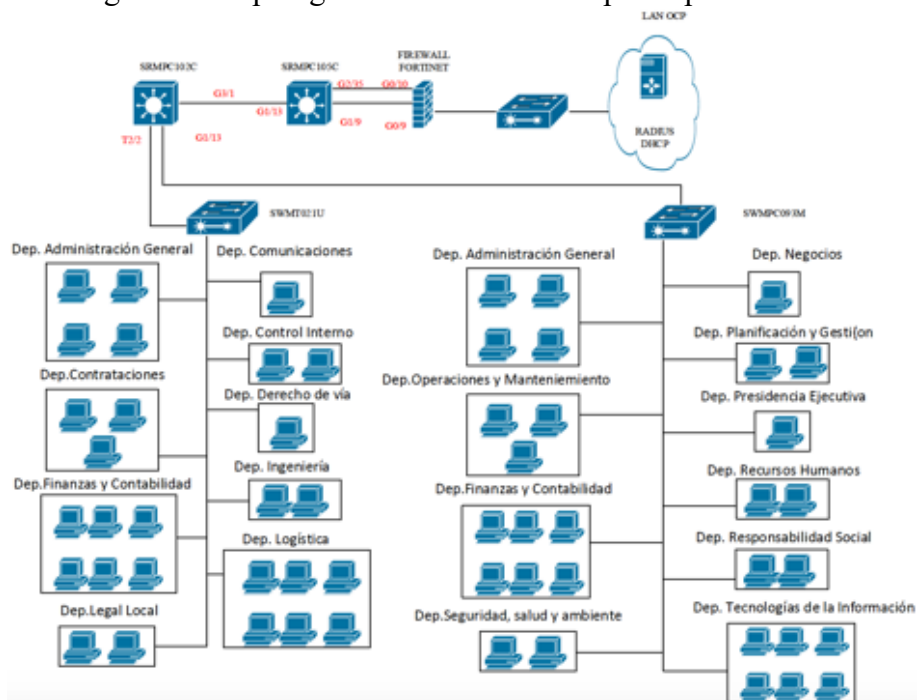 LAN OCP
SRMPC102C
SRMPC105C
FIREWALL
FORTINET
G3/1
G1/13
G2/35
G0/10
G1/9
G0/9
T2/2
G1/13
RADIUS
DHCP
SWMT021U
SWMPC093M
Dep. Administración General
Dep. Comunicaciones
Dep. Control Interno
Dep.Contrataciones
Dep. Derecho de vía
Dep. Ingeniería
Dep.Finanzas y Contabilidad
Dep. Logística
Dep.Legal Local
Dep. Administración General
Dep. Negocios
Dep. Planificación y Gesti{on
Dep.Operaciones y Manteniemiento
Dep. Presidencia Ejecutiva
Dep. Recursos Humanos
Dep.Finanzas y Contabilidad
Dep. Responsabilidad Social
Dep.Seguridad, salud y ambiente
Dep. Tecnologías de la Información